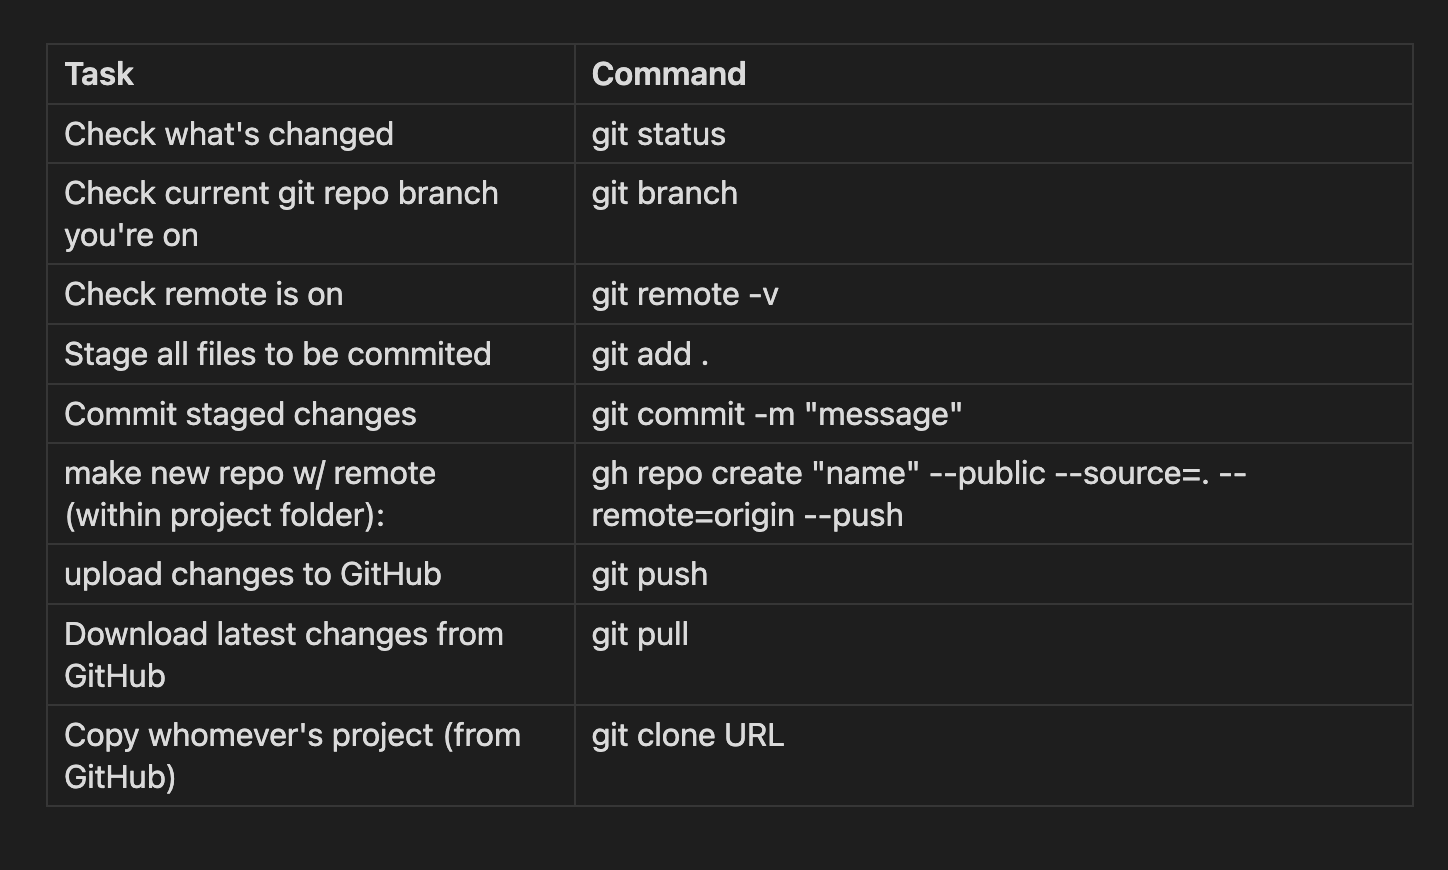 Task
Command
Check what's changed
git status
Check current git repo branch
you're on
git branch
Check remote is on
git remote -v
Stage all files to be commited
git add .
Commit staged changes
git commit -m "message"
make new repo w/ remote
(within project folder):
gh repo create "name" --public --source=. --
remote=origin --push
upload changes to GitHub
git push
Download latest changes from
GitHub
git pull
Copy whomever's project (from
GitHub)
git clone URL